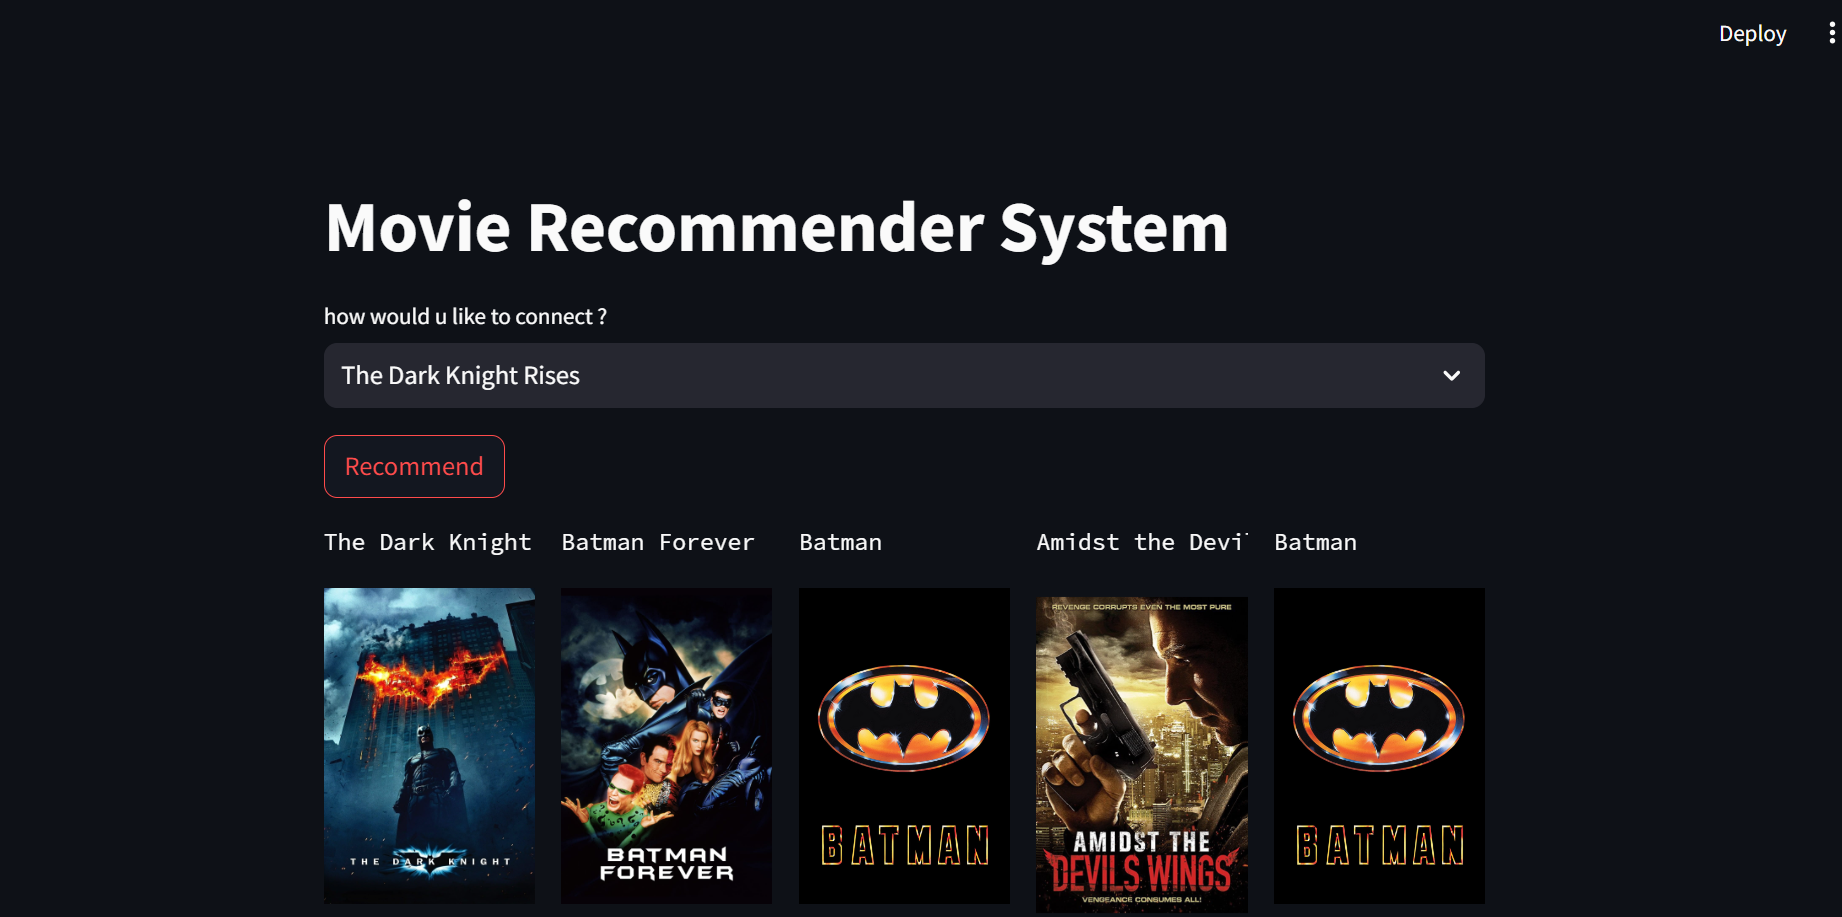 Deploy
Movie Recommender System
how would u like to connect ?
The Dark Knight Rises
Recommend
The Dark Knight
Batman Forever
Batman
Amidst the Devi
Batman
THE DARK KNIGHT
BATMAN
FOREVER
BATMAN
REVENGE CORRUPTS EVEN THE MOST PURE
AMIDST THE
DEVILS WINGS
VENGEANCE CONSUMES ALL!
BATMAN